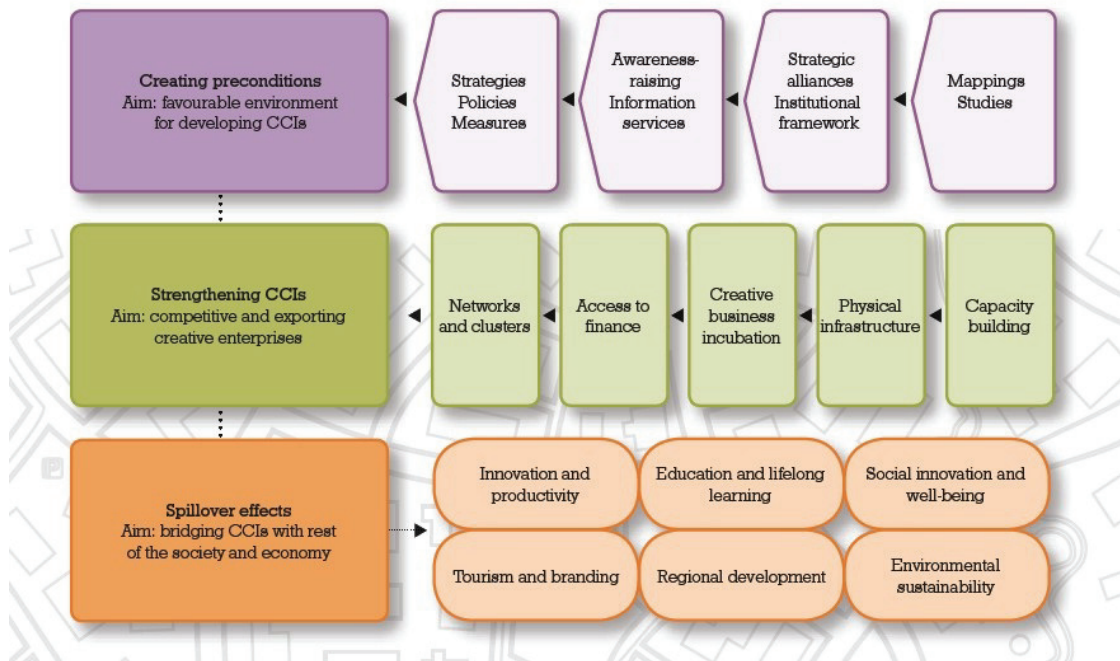 Creating preconditions
Aim: favourable environment
for developing CCIs
Strategies
Policies
Measures
Awareness-
raising
Information
services
Strategic
alliances
Institutional
framework
Mappings
Studies
Strengthening CCIs
Aim: competitive and exporting
creative enterprises
Networks
and clusters
Access to
finance
Creative
business
incubation
Physical
infrastructure
Capacity
building
Spillover effects
Aim: bridging CCIs with rest
of the society and economy
Innovation and
productivity
Education and lifelong
learning
Social innovation and
well-being
Tourism and branding
Regional development
Environmental
sustainability
P